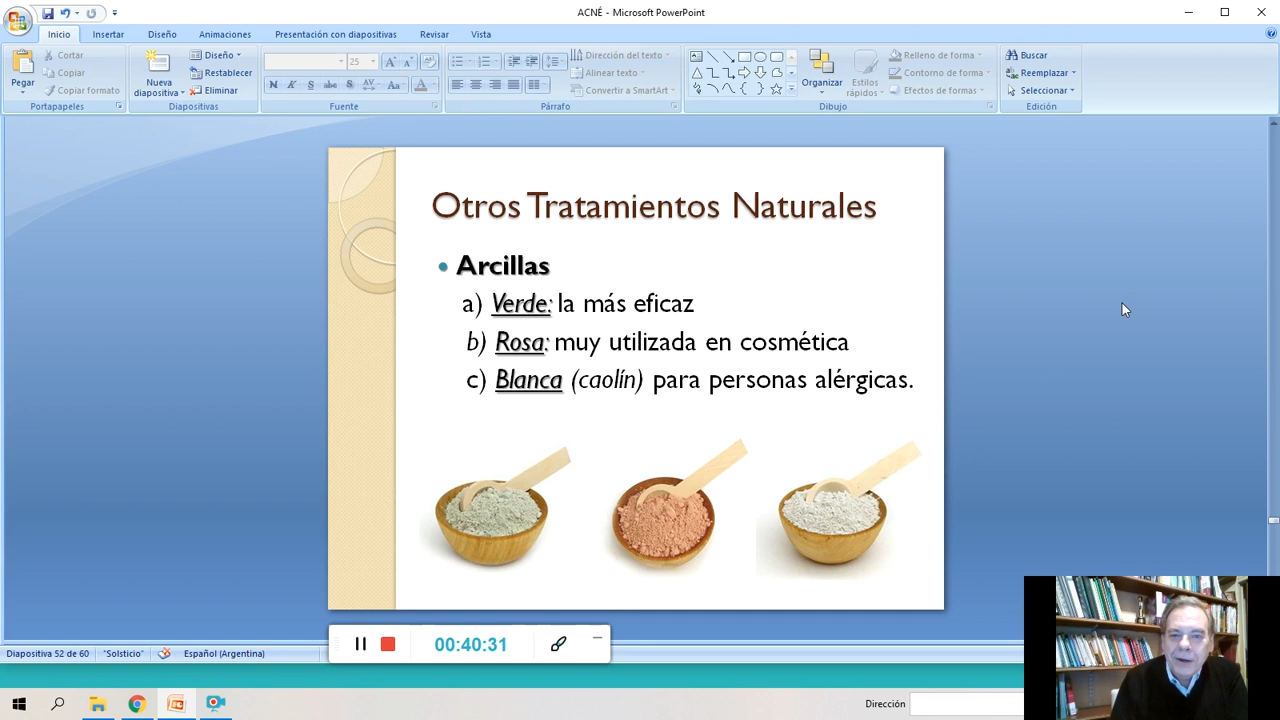 ACNÉ - Microsoft PowerPoint
Inicio Insertar Diseño Animaciones Presentación con diapositivas Revisar Vista
Pegar Cortar Copiar Copiar formato
Portapapeles
Nueva diapositiva Diseño Restablecer Eliminar
Diapositivas
25
N K S abc S AV Aa A
Fuente
Dirección del texto
Alinear texto
Convertir a SmartArt
Párrafo
Organizar Estilos rápidos
Relleno de forma
Contorno de forma
Efectos de formas
Dibujo
Buscar
Reemplazar
Seleccionar
Edición
Otros Tratamientos Naturales
• Arcillas
a) Verde: la más eficaz
b) Rosa: muy utilizada en cosmética
c) Blanca (caolín) para personas alérgicas.
00:40:31
Diapositiva 52 de 60 "Solsticio" Español (Argentina)
Dirección